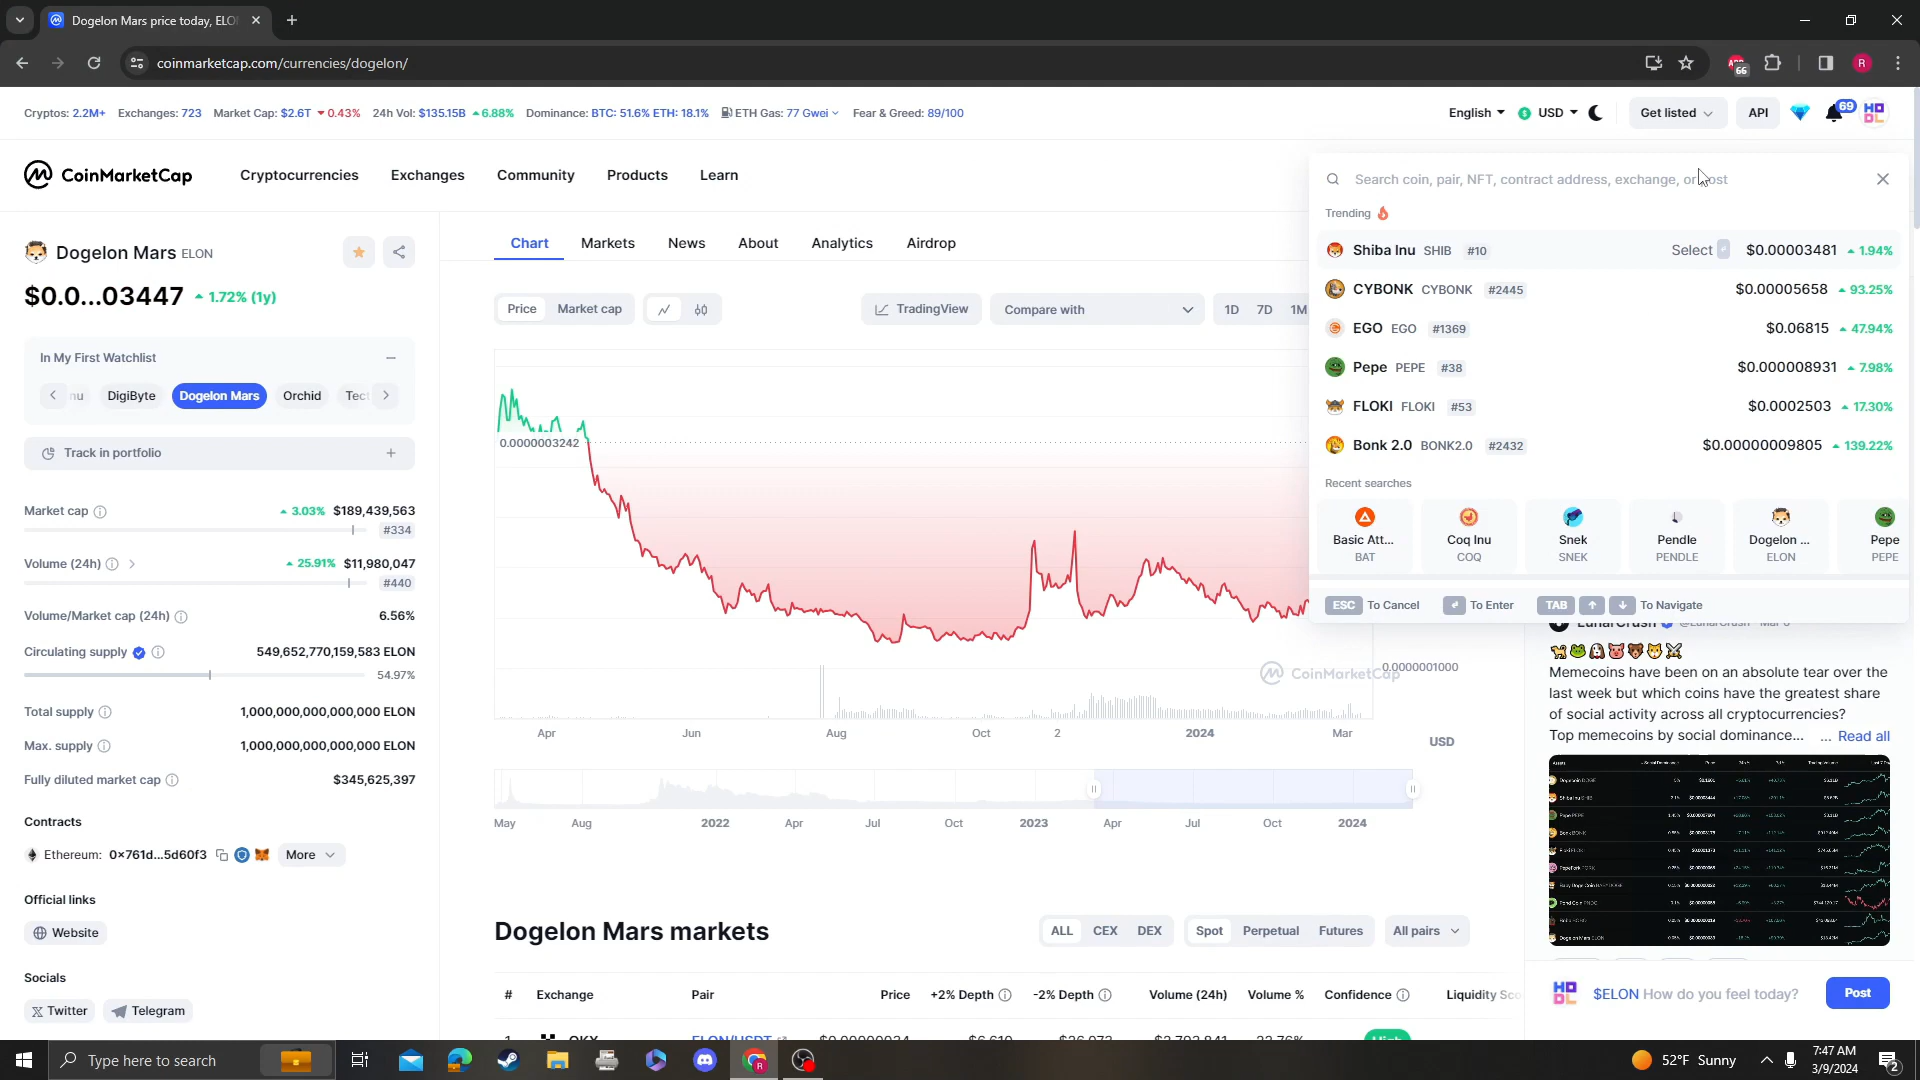 Dogelon Mars price today, ELO
coinmarketcap.com/currencies/dogelon/
66
R
Cryptos: 2.2M+ Exchanges: 723 Market Cap: $2.6T 0.43% 24h Vol: $135.15B 6.88% Dominance: BTC: 51.6% ETH: 18.1% ETH Gas: 77 Gwei Fear & Greed: 89/100
English USD Get listed API 69
CoinMarketCap Cryptocurrencies Exchanges Community Products Learn
Search coin, pair, NFT, contract address, exchange, or post
Trending
Shiba Inu SHIB #10 Select $0.00003481 1.94%
CYBONK CYBONK #2445 $0.00005658 93.25%
EGO EGO #1369 $0.06815 47.94%
Pepe PEPE #38 $0.000008931 7.98%
FLOKI FLOKI #53 $0.0002503 17.30%
Bonk 2.0 BONK2.0 #2432 $0.00000009805 139.22%
Recent searches
Basic Att... Coq Inu Snek Pendle Dogelon ... Pepe
BAT COQ SNEK PENDLE ELON PEPE
ESC To Cancel To Enter TAB To Navigate
Dogelon Mars ELON
$0.0...03447 1.72% (1y)
In My First Watchlist
nu DigiByte Dogelon Mars Orchid Tect
Track in portfolio +
Market cap 3.03% $189,439,563
#334
Volume (24h) > 25.91% $11,980,047
#440
Volume/Market cap (24h) 6.56%
Circulating supply 549,652,770,159,583 ELON
54.97%
Total supply 1,000,000,000,000,000 ELON
Max. supply 1,000,000,000,000,000 ELON
Fully diluted market cap $345,625,397
Contracts
Ethereum: 0x761d...5d60f3 More
Official links
Website
Socials
Twitter Telegram
Chart Markets News About Analytics Airdrop
Price Market cap TradingView Compare with 1D 7D 1M
0.0000003242
0.0000001000
CoinMarketCap
Apr Jun Aug Oct 2 2024 Mar
USD
May Aug 2022 Apr Jul Oct 2023 Apr Jul Oct 2024
Dogelon Mars markets
ALL CEX DEX Spot Perpetual Futures All pairs
# Exchange Pair Price +2% Depth -2% Depth Volume (24h) Volume % Confidence Liquidity Sco
1 OKX ELON/USDT
LunarCrush @LunarCrush
🐕🐸🐶🐷🐻🐱⚔️
Memecoins have been on an absolute tear over the
last week but which coins have the greatest share
of social activity across all cryptocurrencies?
Top memecoins by social dominance... ... Read all
$ELON How do you feel today? Post
Type here to search
52°F Sunny
7:47 AM
3/9/2024
2